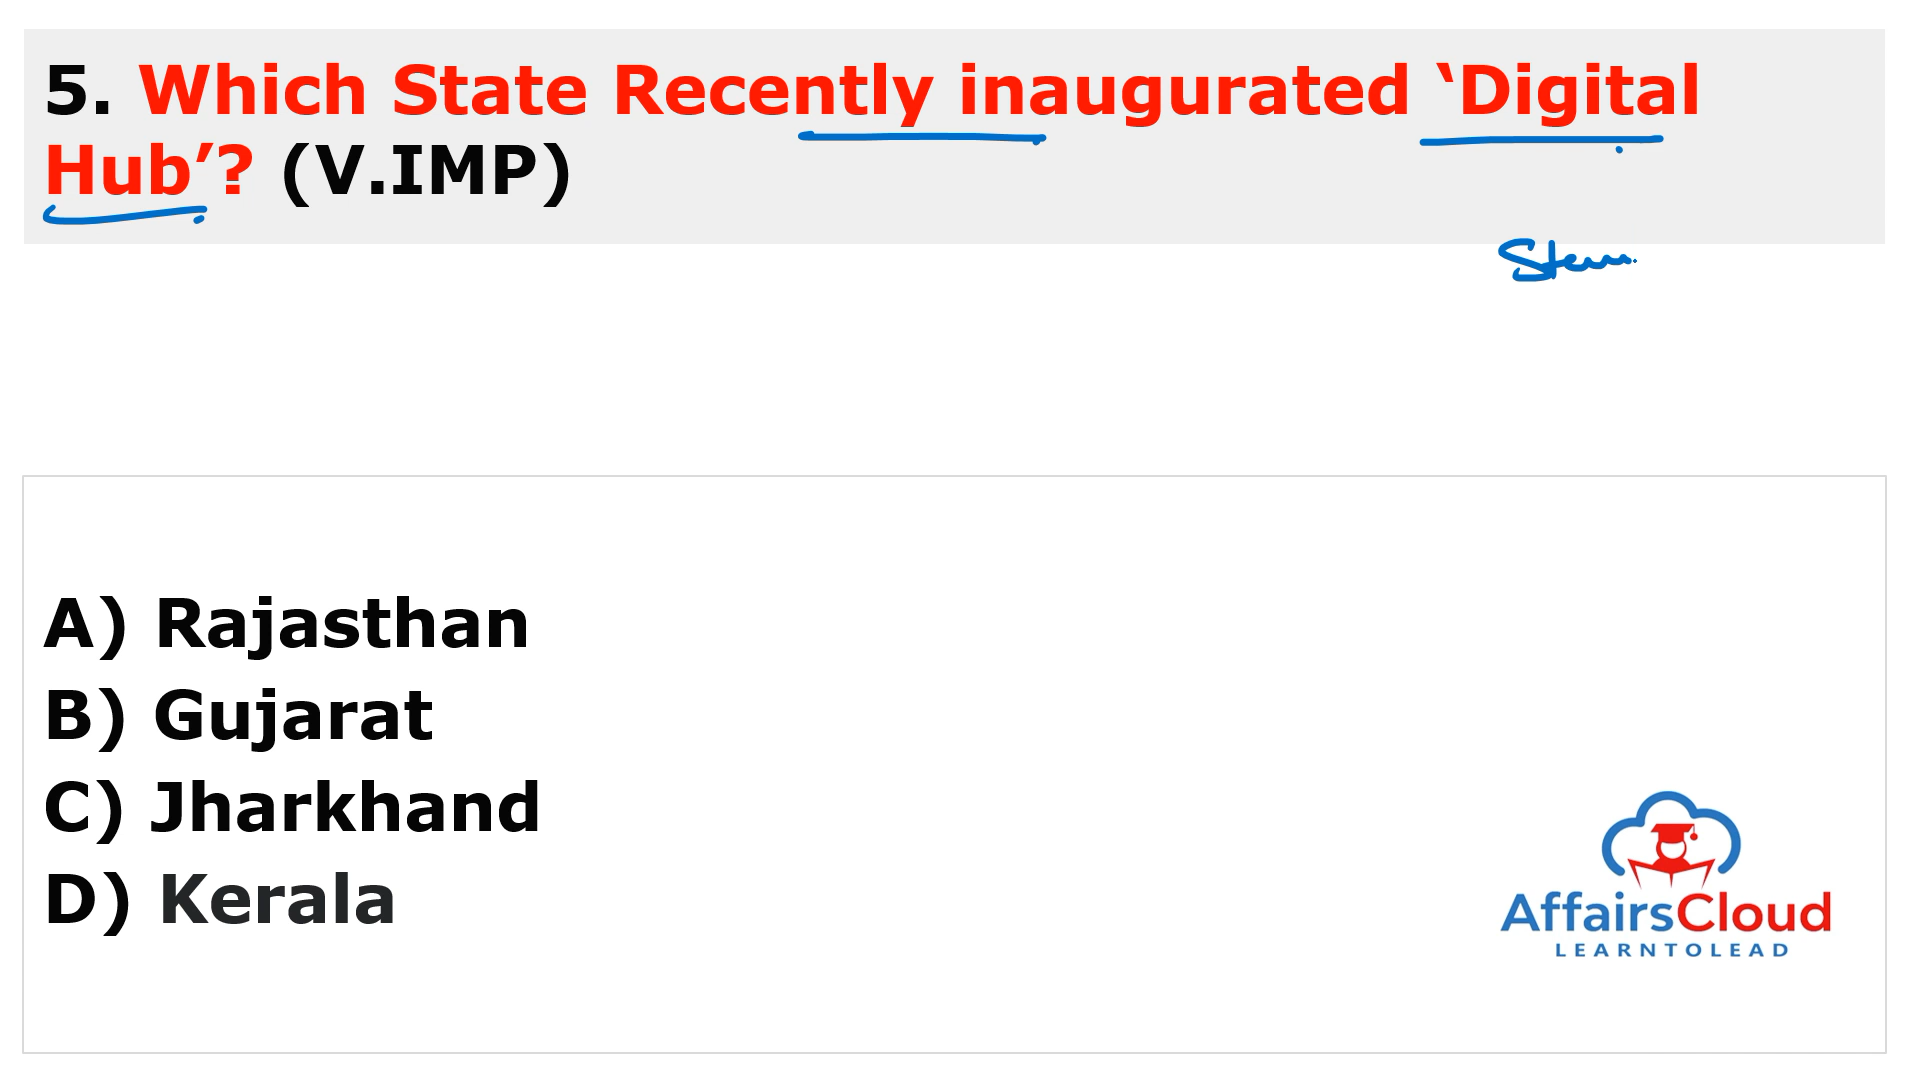 5. Which State Recently inaugurated ‘Digital
Hub’? (V.IMP)
A) Rajasthan
B) Gujarat
C) Jharkhand
D) Kerala
AffairsCloud
LEARNTOLEAD